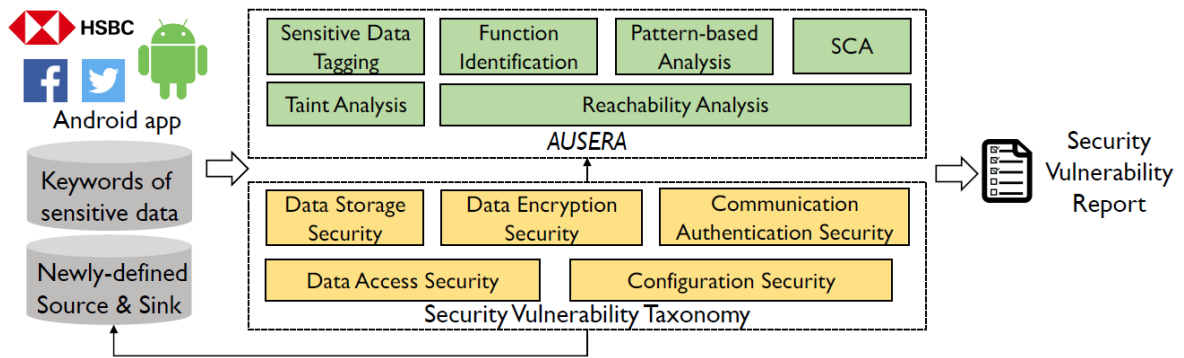 HSBC
Android app
Keywords of
sensitive data
Newly-defined
Source & Sink
Sensitive Data
Tagging
Function
Identification
Pattern-based
Analysis
SCA
Taint Analysis
Reachability Analysis
AUSERA
Data Storage
Security
Data Encryption
Security
Communication
Authentication Security
Data Access Security
Configuration Security
Security Vulnerability Taxonomy
Security
Vulnerability
Report